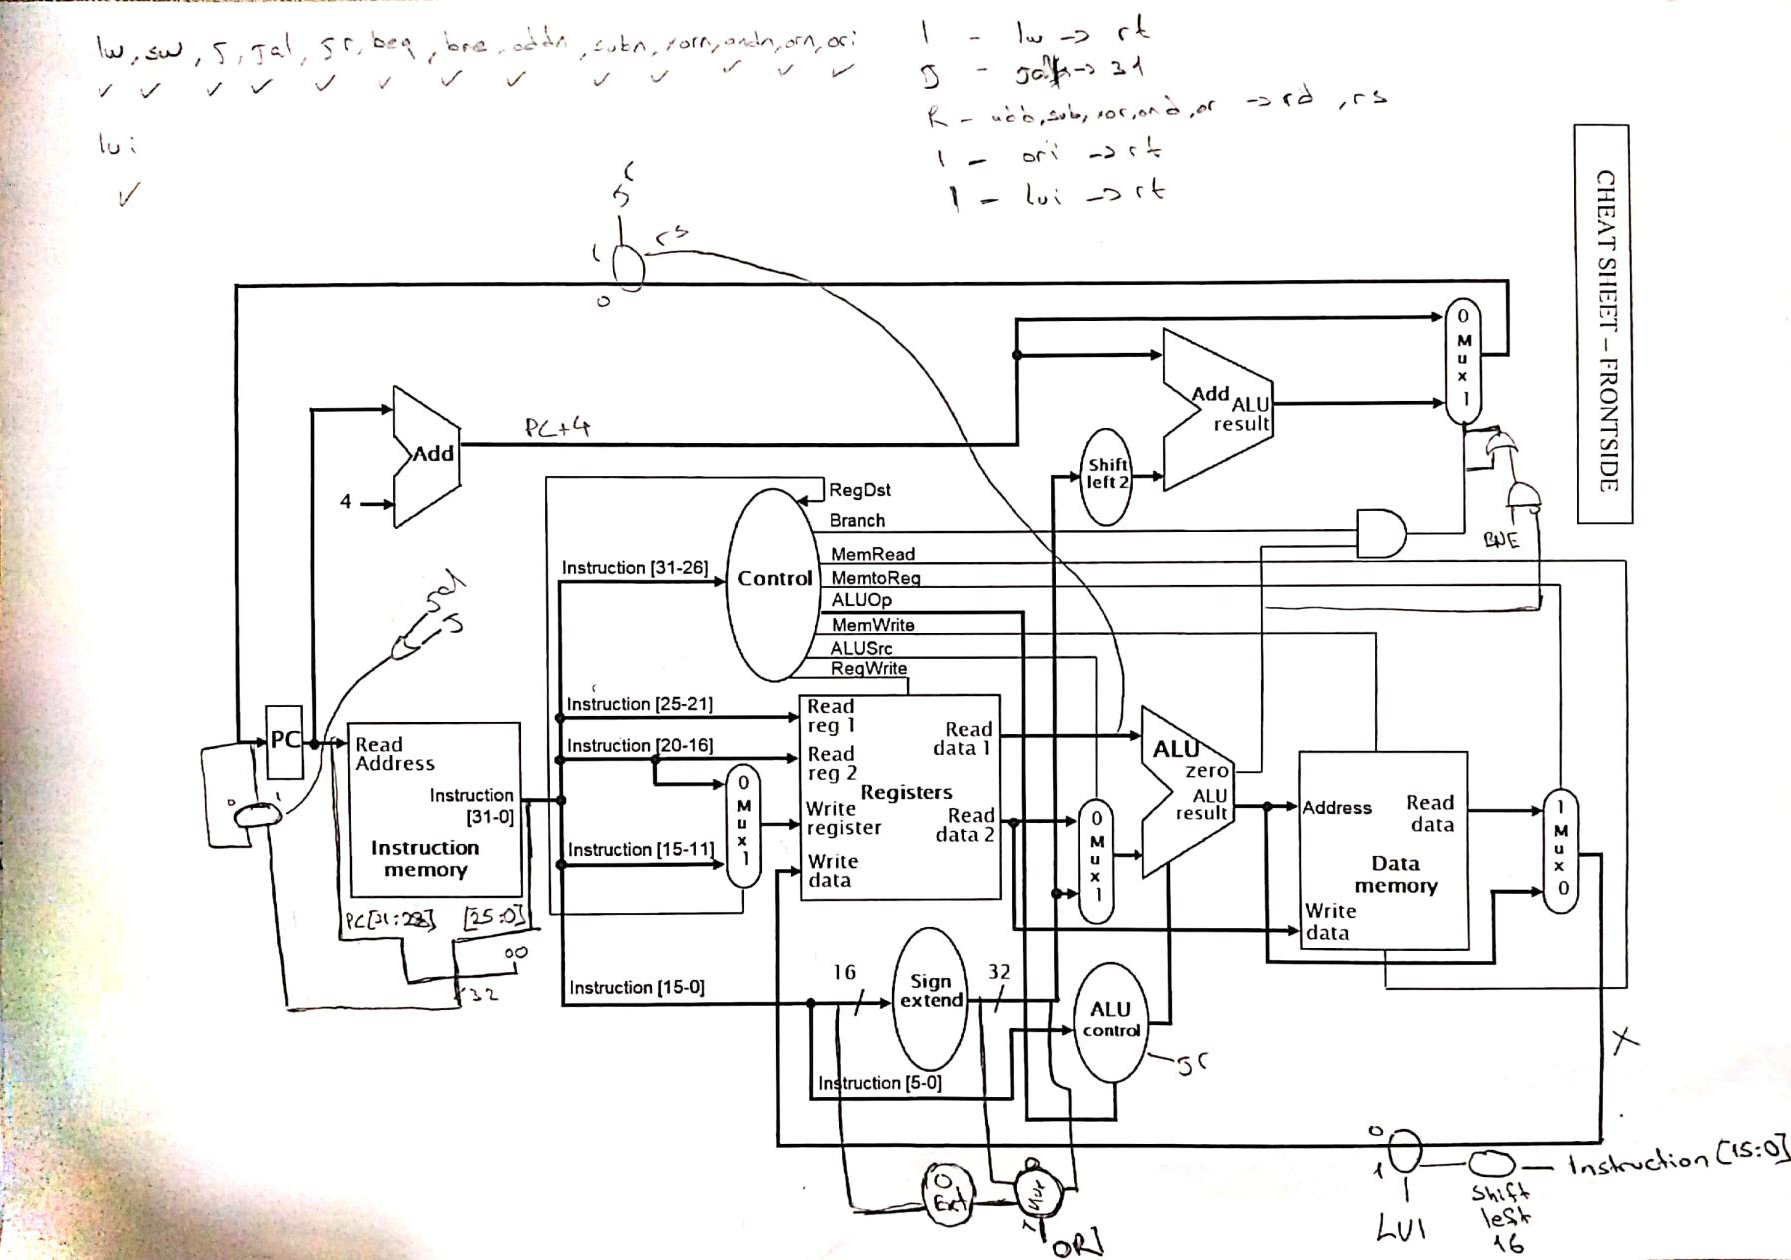 lw, sw, j, jal, jr, beq, bne, addn, subn, xorn, andn, orn, ori
lui
I - lw -> rt
J - jal -> 31
R - add, sub, xor, and, or -> rd, rs
I - ori -> rt
I - lui -> rt
CHEAT SHEET – FRONTSIDE
jr
1
rs
0
0
Mux
1
Add ALU result
Shift left 2
PC+4
Add
4
RegDst
Branch
MemRead
MemtoReg
ALUOp
MemWrite
ALUSrc
RegWrite
Control
BNE
Instruction [31-26]
jal
J
Instruction [25-21]
Instruction [20-16]
Instruction [15-11]
PC
Read Address
Instruction [31-0]
Instruction memory
0
1
0
Mux
1
Read reg 1
Read reg 2
Write register
Write data
Registers
Read data 1
Read data 2
0
Mux
1
ALU
zero
ALU result
Address
Read data
Data memory
Write data
1
Mux
0
PC[31:28]
[25:0]
00
32
Instruction [15-0]
16
Sign extend
32
ALU control
jr
Instruction [5-0]
X
0
Ext
0
Mux
1
ORI
0
1
LUI
Shift
left
16
Instruction [15:0]